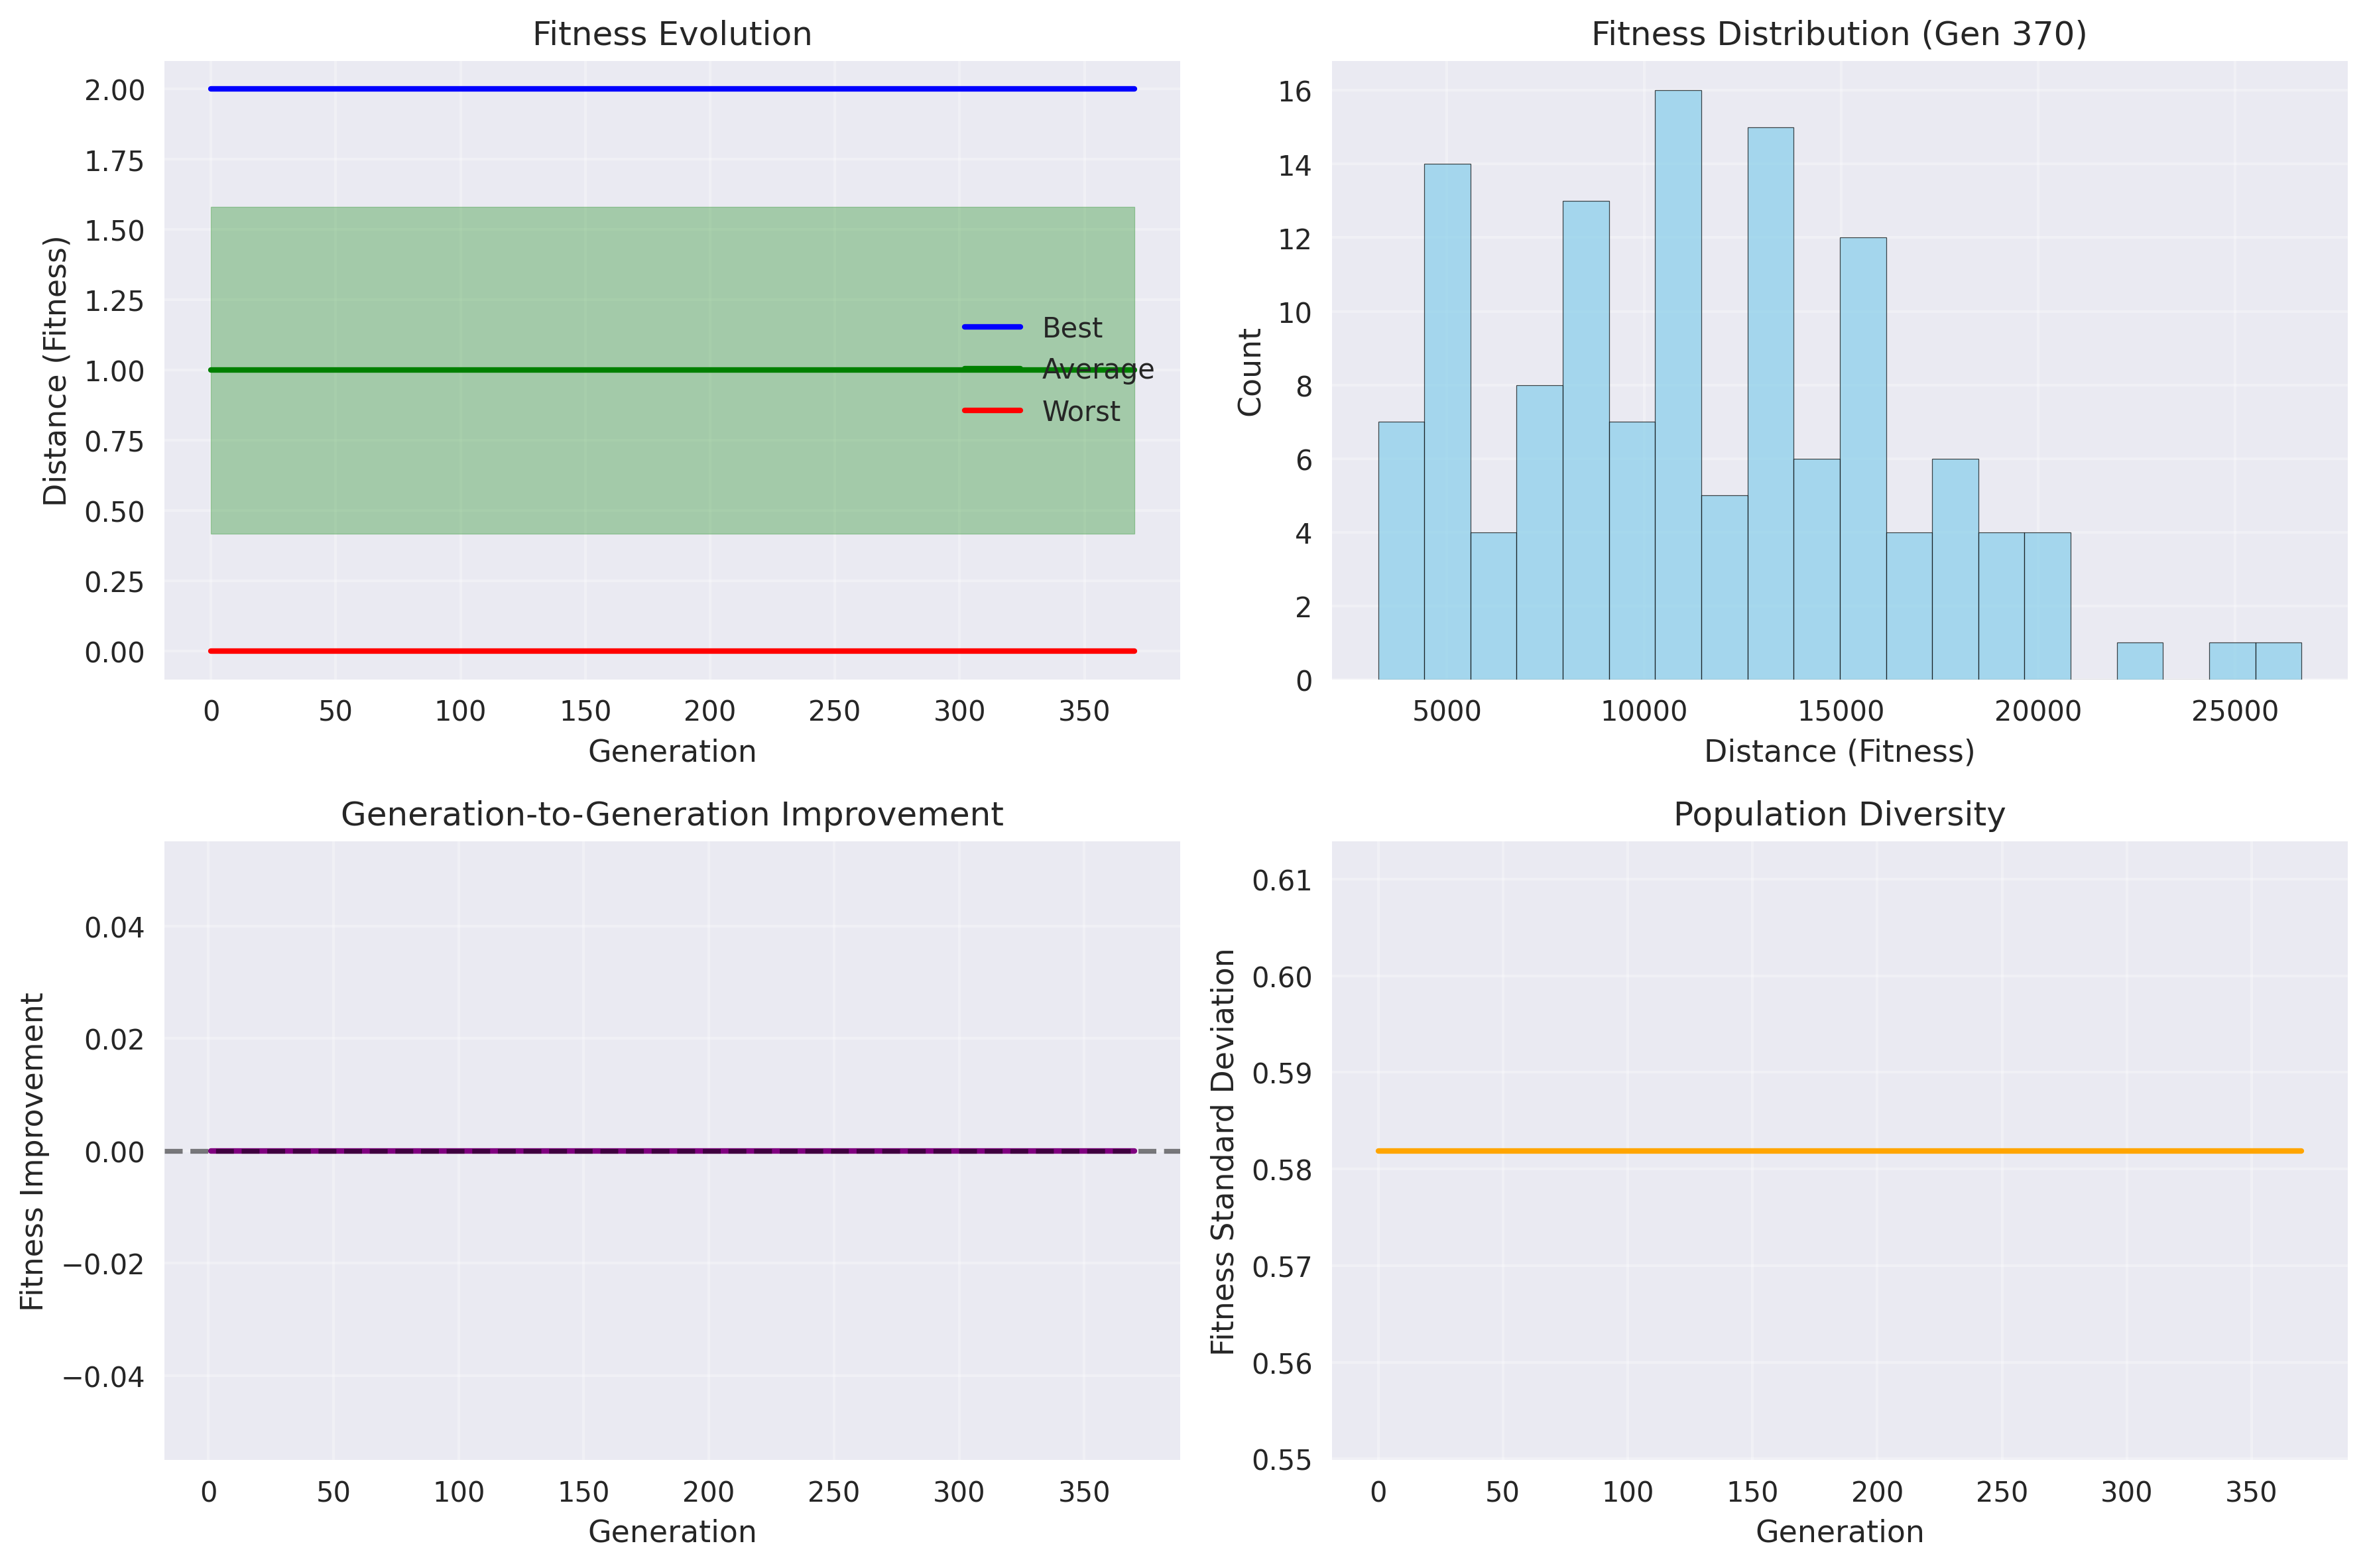 Fitness Evolution
Distance (Fitness)
2.00
1.75
1.50
1.25
1.00
0.75
0.50
0.25
0.00
Best
Average
Worst
0 50 100 150 200 250 300 350
Generation
Fitness Distribution (Gen 370)
Count
16
14
12
10
8
6
4
2
0
5000 10000 15000 20000 25000
Distance (Fitness)
Generation-to-Generation Improvement
Fitness Improvement
0.04
0.02
0.00
−0.02
−0.04
0 50 100 150 200 250 300 350
Generation
Population Diversity
Fitness Standard Deviation
0.61
0.60
0.59
0.58
0.57
0.56
0.55
0 50 100 150 200 250 300 350
Generation